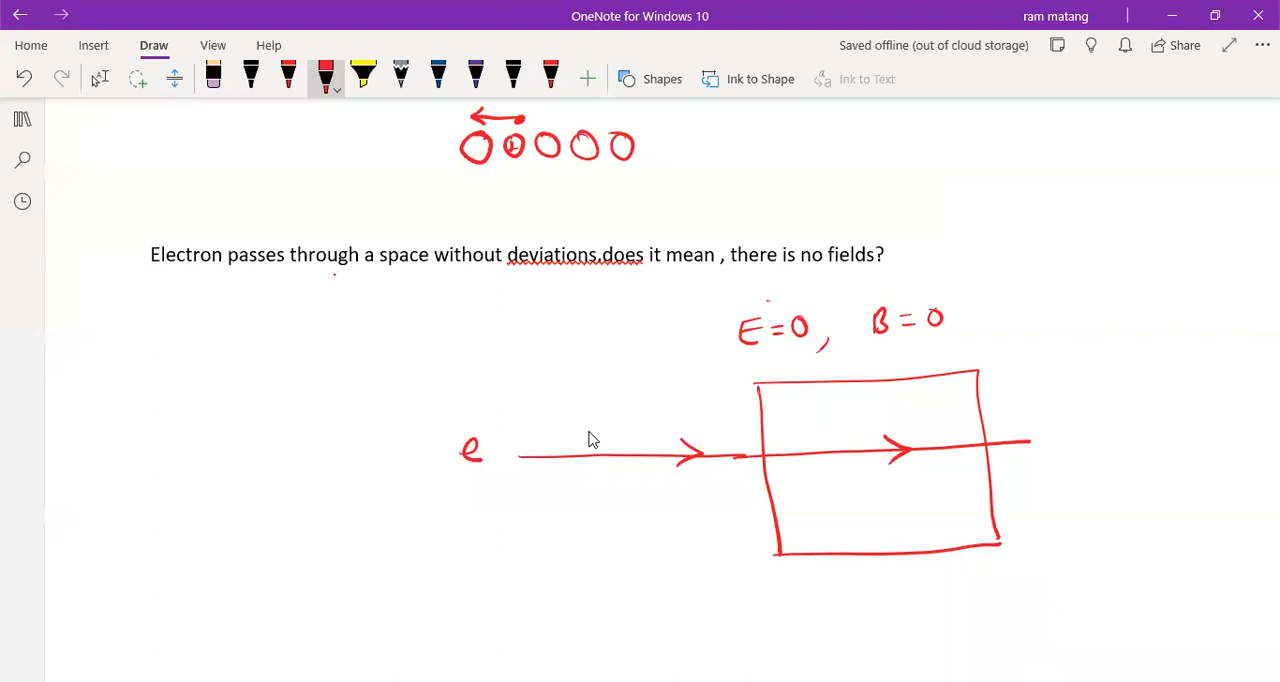 OneNote for Windows 10
ram matang
Home Insert Draw View Help
Saved offline (out of cloud storage)
Share
Shapes
Ink to Shape
Ink to Text
Electron passes through a space without deviations.does it mean , there is no fields?
E = 0 , B = 0
e